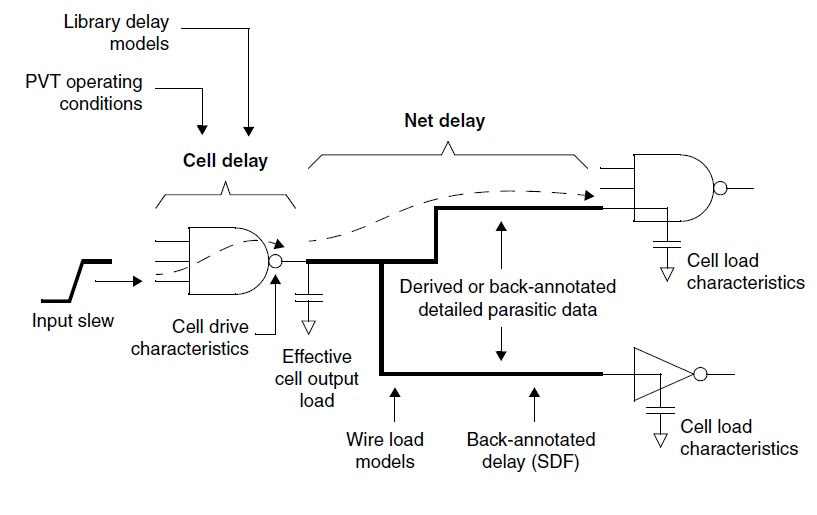 Library delay
models
PVT operating
conditions
Net delay
Cell delay
Input slew
Cell drive
characteristics
Effective
cell output
load
Derived or back-annotated
detailed parasitic data
Cell load
characteristics
Wire load
models
Back-annotated
delay (SDF)
Cell load
characteristics